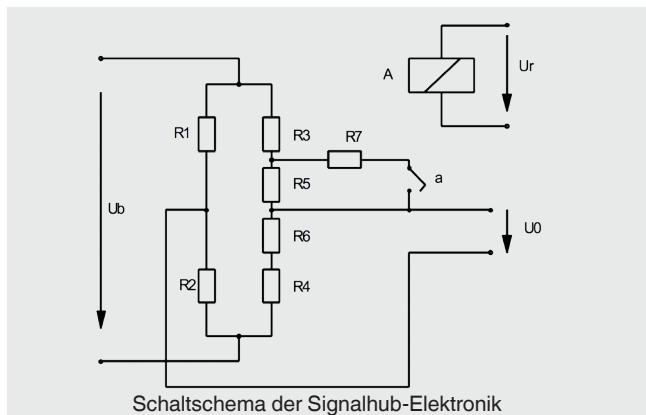 A
Ur
R1
R3
R7
R5
a
Ub
U0
R6
R2
R4
Schaltschema der Signalhub-Elektronik